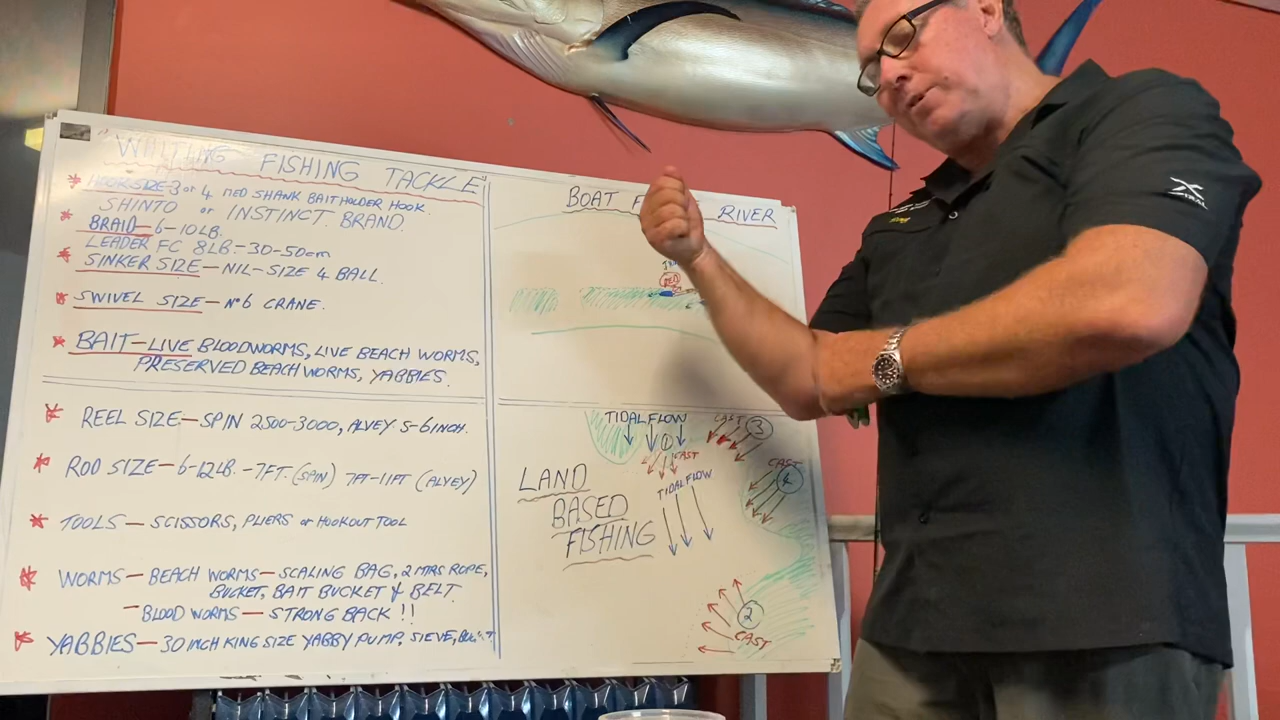 "WHITING FISHING TACKLE"
HOOK SIZE-3 or 4 RED SHANK BAITHOLDER HOOK.
SHINTO or INSTINCT BRAND.
BRAID-6-10LB.
LEADER FC 8LB-30-50cm
SINKER SIZE-NIL-SIZE 4 BALL.
SWIVEL SIZE-Nº6 CRANE.
BAIT-LIVE BLOODWORMS, LIVE BEACH WORMS,
PRESERVED BEACH WORMS, YABBIES.
REEL SIZE-SPIN 2500-3000, ALVEY 5-6 INCH.
ROD SIZE-6-12LB.-7FT.(SPIN) 7FT-11FT (ALVEY)
TOOLS-SCISSORS, PLIERS or HOOKOUT TOOL
WORMS-BEACH WORMS-SCALING BAG, 2 MTRS ROPE,
BUCKET, BAIT BUCKET & BELT.
-BLOOD WORMS-STRONG BACK !!
YABBIES-30 INCH KING SIZE YABBY PUMP, SIEVE,
BOAT RIVER
TIDAL FLOW
1
CAST
CAST 3
CAST
4
TIDAL FLOW
LAND
BASED
FISHING
2
CAST